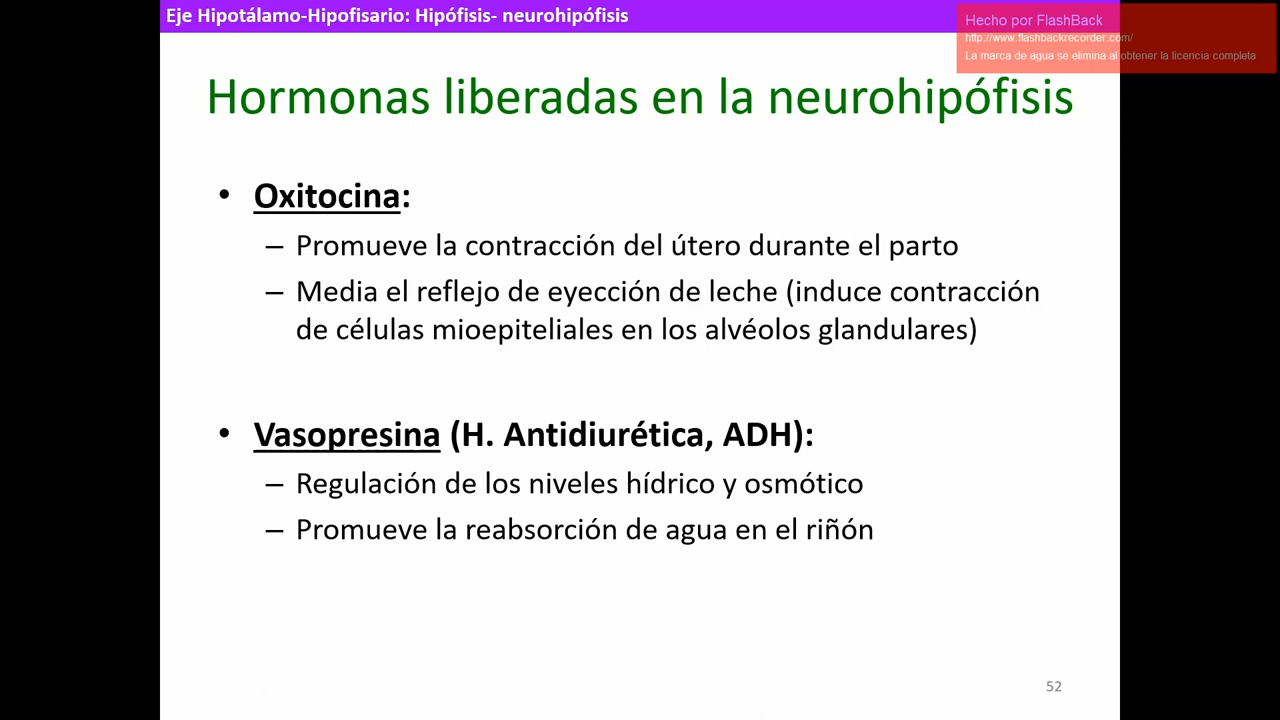 Eje Hipotálamo-Hipofisario: Hipófisis- neurohipófisis
Hecho por FlashBack
http://www.flashbackrecorder.com/
La marca de agua se elimina al obtener la licencia completa
Hormonas liberadas en la neurohipófisis
• Oxitocina:
– Promueve la contracción del útero durante el parto
– Media el reflejo de eyección de leche (induce contracción
de células mioepiteliales en los alvéolos glandulares)
• Vasopresina (H. Antidiurética, ADH):
– Regulación de los niveles hídrico y osmótico
– Promueve la reabsorción de agua en el riñón
52